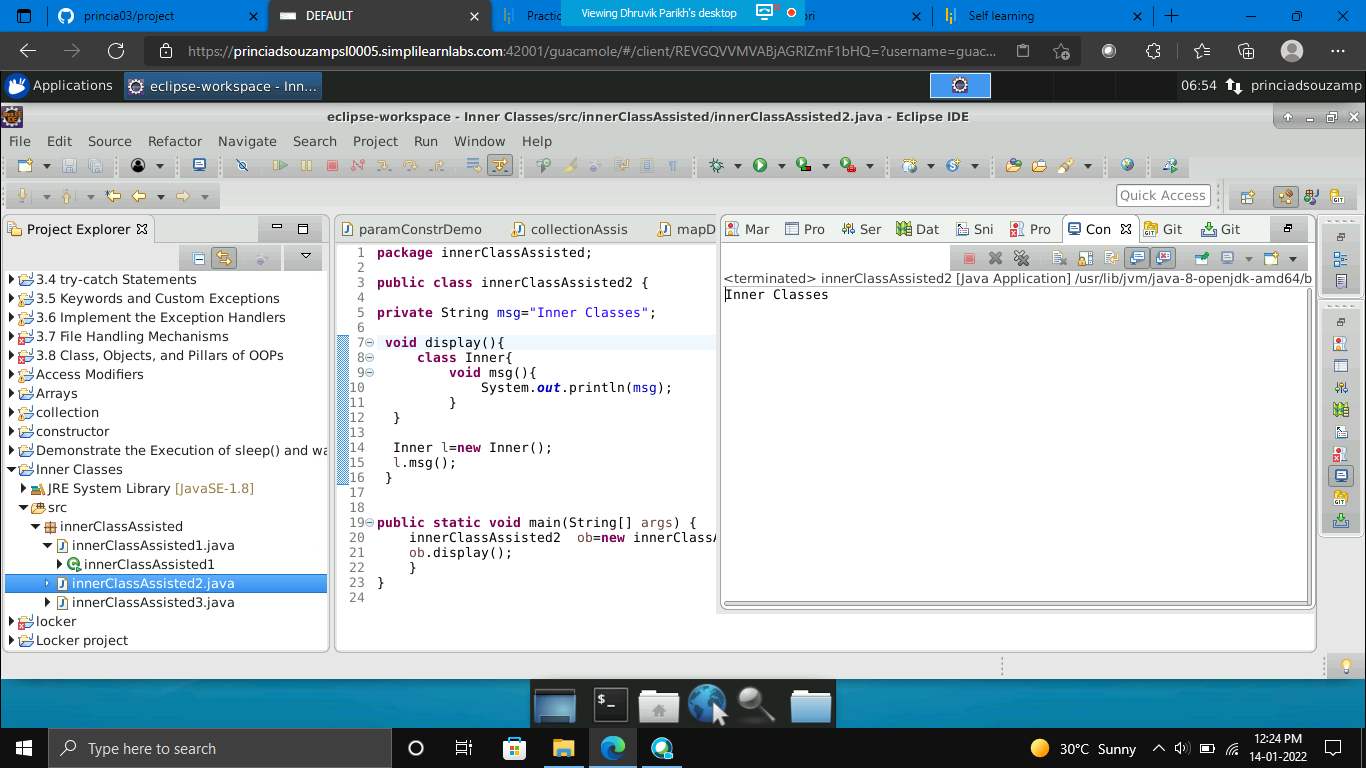 princia03/project
DEFAULT
Practic
Viewing Dhruvik Parikh's desktop
ori
Self learning
https://princiadsouzampsl0005.simplilearnlabs.com:42001/guacamole/#/client/REVGQVVMVABjAGRlZmF1bHQ=?username=guac...
Applications
eclipse-workspace - Inn...
06:54
princiadsouzamp
eclipse-workspace - Inner Classes/src/innerClassAssisted/innerClassAssisted2.java - Eclipse IDE
File Edit Source Refactor Navigate Search Project Run Window Help
Quick Access
Project Explorer
3.4 try-catch Statements
3.5 Keywords and Custom Exceptions
3.6 Implement the Exception Handlers
3.7 File Handling Mechanisms
3.8 Class, Objects, and Pillars of OOPs
Access Modifiers
Arrays
collection
constructor
Demonstrate the Execution of sleep() and wa
Inner Classes
JRE System Library [JavaSE-1.8]
src
innerClassAssisted
innerClassAssisted1.java
innerClassAssisted1
innerClassAssisted2.java
innerClassAssisted3.java
locker
Locker project
paramConstrDemo
collectionAssis
mapD
1 package innerClassAssisted;
2
3 public class innerClassAssisted2 {
4
5 private String msg="Inner Classes";
6
7 void display(){
8 class Inner{
9 void msg(){
10 System.out.println(msg);
11 }
12 }
13
14 Inner l=new Inner();
15 l.msg();
16 }
17
18
19 public static void main(String[] args) {
20 innerClassAssisted2 ob=new innerClassA
21 ob.display();
22 }
23 }
24
Mar
Pro
Ser
Dat
Sni
Pro
Con
Git
Git
<terminated> innerClassAssisted2 [Java Application] /usr/lib/jvm/java-8-openjdk-amd64/b
Inner Classes
Type here to search
30°C Sunny
12:24 PM
14-01-2022